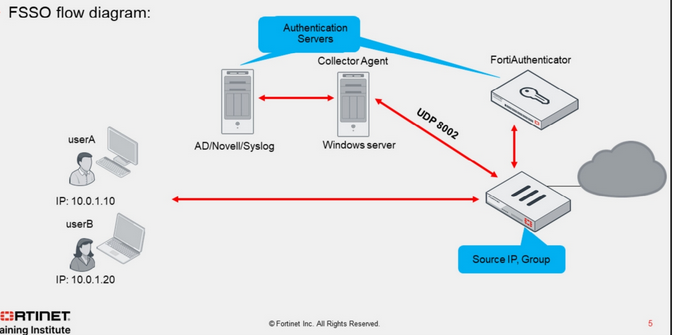 FSSO flow diagram:
Authentication
Servers
Collector Agent
FortiAuthenticator
UDP 8002
AD/Novell/Syslog
Windows server
userA
IP: 10.0.1.10
userB
IP: 10.0.1.20
Source IP, Group
RTINET
aining Institute
© Fortinet Inc. All Rights Reserved.
5